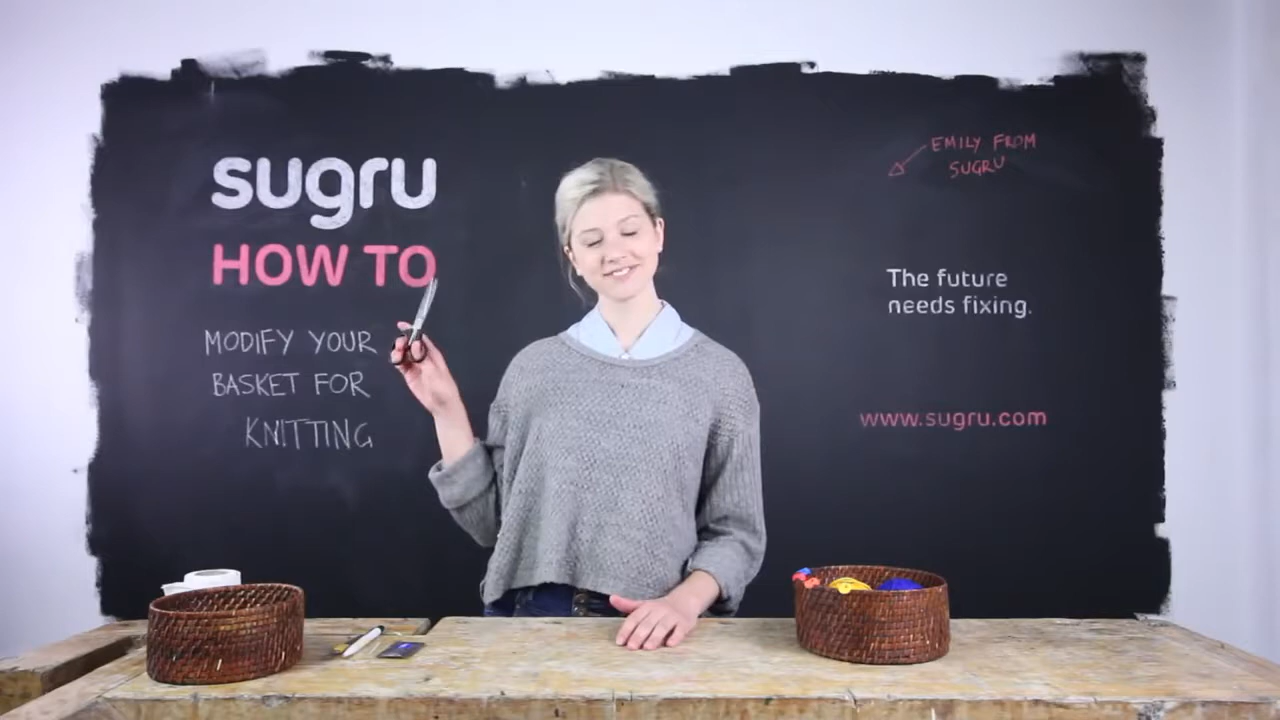 sugru
HOW TO
MODIFY YOUR
BASKET FOR
KNITTING
EMILY FROM
SUGRU
The future
needs fixing.
www.sugru.com